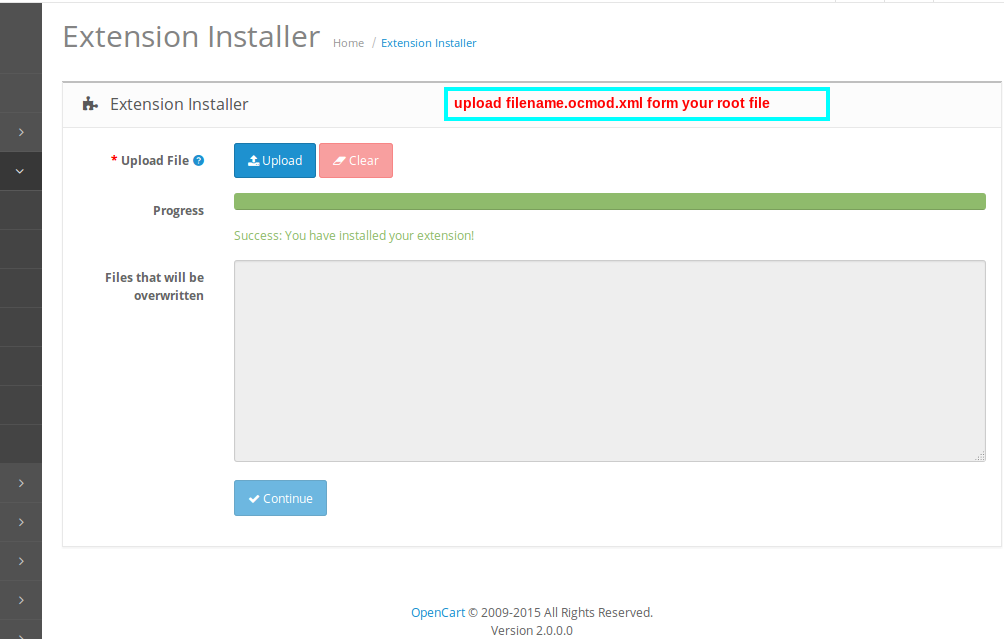 Extension Installer
Home / Extension Installer
Extension Installer
upload filename.ocmod.xml form your root file
* Upload File ?
Upload
Clear
Progress
Success: You have installed your extension!
Files that will be
overwritten
Continue
OpenCart © 2009-2015 All Rights Reserved.
Version 2.0.0.0